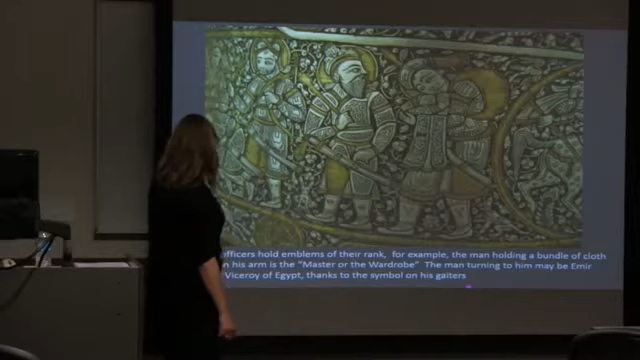 fficers hold emblems of their rank, for example, the man holding a bundle of cloth
n his arm is the "Master or the Wardrobe" The man turning to him may be Emir
Viceroy of Egypt, thanks to the symbol on his gaiters